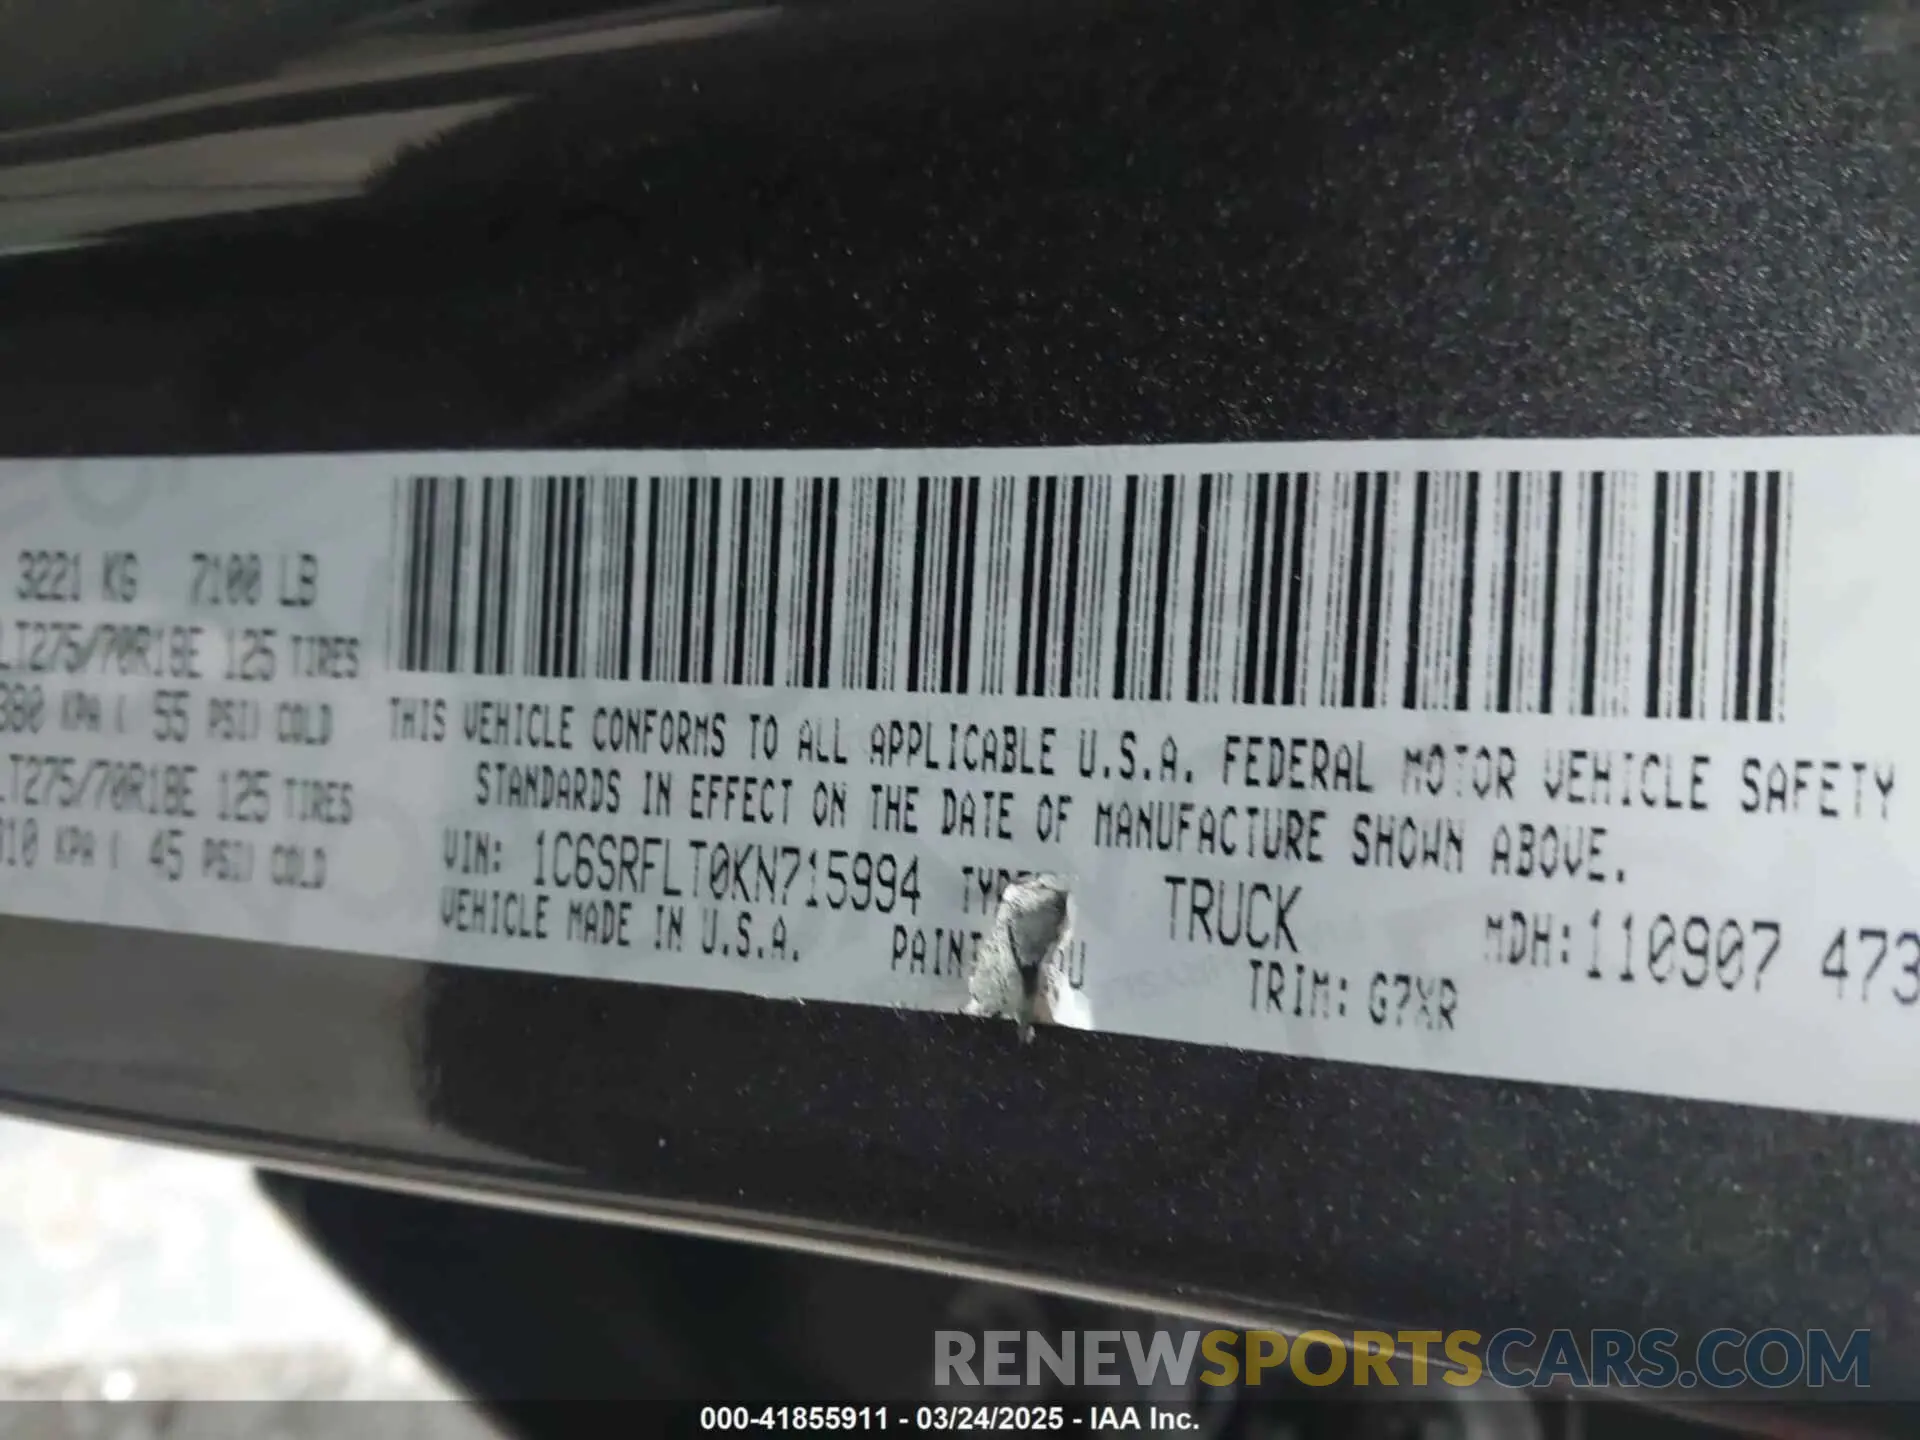 3221 KG 7100 LB
LT275/70R18E 125 TIRES
380 KPA ( 55 PSI) COLD
LT275/70R18E 125 TIRES
310 KPA ( 45 PSI) COLD
THIS VEHICLE CONFORMS TO ALL APPLICABLE U.S.A. FEDERAL MOTOR VEHICLE SAFETY
STANDARDS IN EFFECT ON THE DATE OF MANUFACTURE SHOWN ABOVE.
VIN: 1C6SRFLT0KN715994 TYPE: TRUCK MDH:110907 473
VEHICLE MADE IN U.S.A. PAINT U TRIM: G7XR
RENEWSPORTSCARS.COM
000-41855911 - 03/24/2025 - IAA Inc.